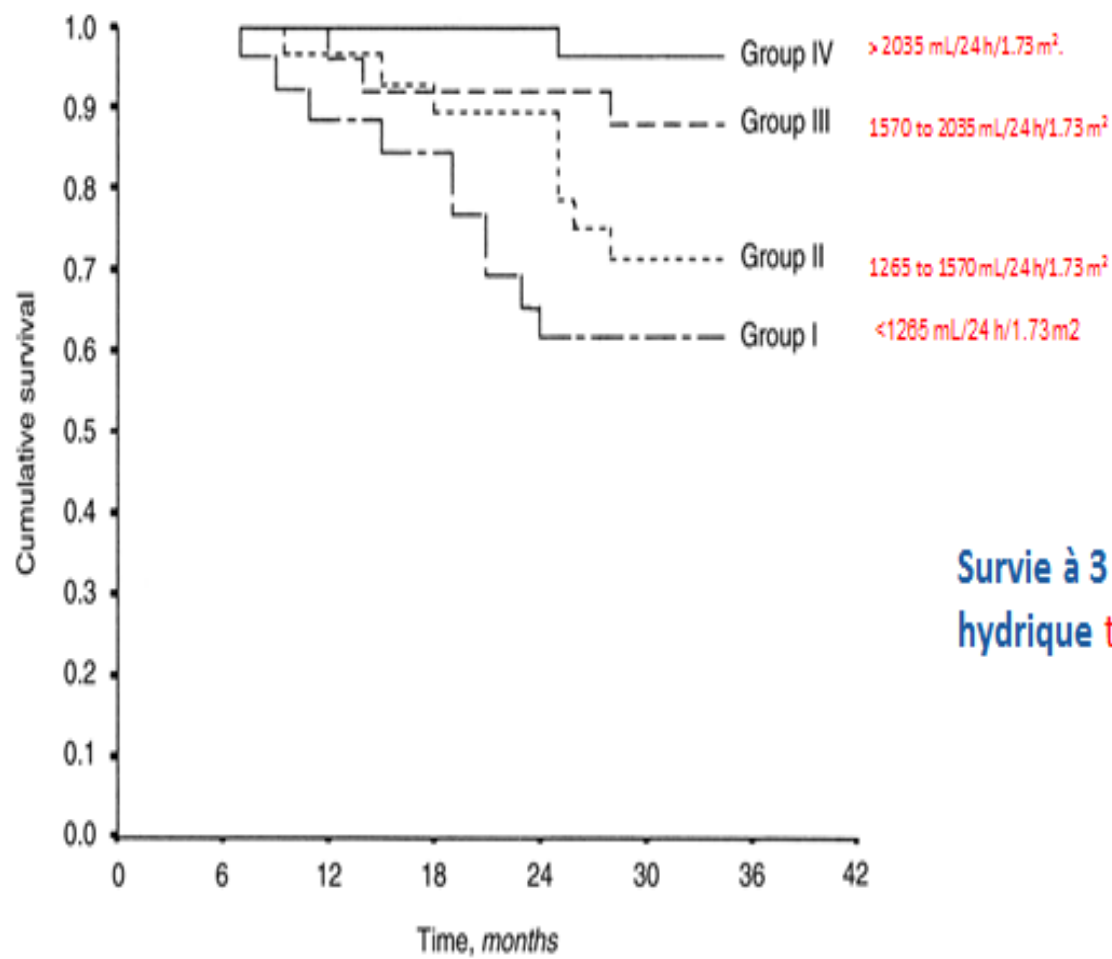 1.0
0.9
0.8
0.7
0.6
0.5
0.4
0.3
0.2
0.1
0.0
Cumulative survival
0 6 12 18 24 30 36 42
Time, months
Group IV > 2035 mL/24 h/1.73 m².
Group III 1570 to 2035 mL/24 h/1.73 m²
Group II 1265 to 1570 mL/24 h/1.73 m²
Group I <1265 mL/24 h/1.73 m2
Survie à 3
hydrique t